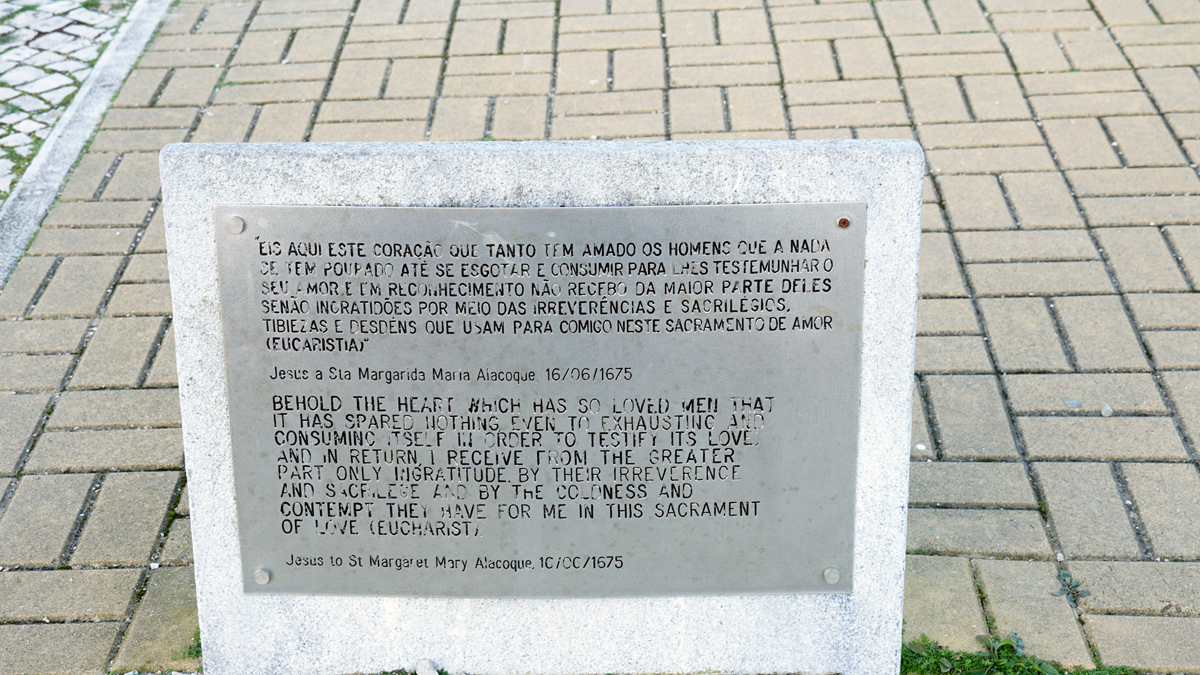 "EIS AQUI ESTE CORAÇÃO QUE TANTO TEM AMADO OS HOMENS QUE A NADA
SE TEM POUPADO ATÉ SE ESGOTAR E CONSUMIR PARA LHES TESTEMUNHAR O
SEU AMOR E EM RECONHECIMENTO NÃO RECEBO DA MAIOR PARTE DELES
SENÃO INGRATIDÕES POR MEIO DAS IRREVERÊNCIAS E SACRILÉGIOS,
TIBIEZAS E DESDÉNS QUE USAM PARA COMIGO NESTE SACRAMENTO DE AMOR
(EUCARISTIA)"
Jesus a Sta Margarida Maria Alacoque, 16/06/1675
BEHOLD THE HEART WHICH HAS SO LOVED MEN THAT
IT HAS SPARED NOTHING, EVEN TO EXHAUSTING AND
CONSUMING ITSELF IN ORDER TO TESTIFY ITS LOVE,
AND IN RETURN, I RECEIVE FROM THE GREATER
PART ONLY INGRATITUDE, BY THEIR IRREVERENCE
AND SACRILEGE AND BY THE COLDNESS AND
CONTEMPT THEY HAVE FOR ME IN THIS SACRAMENT
OF LOVE (EUCHARIST).
Jesus to St Margaret Mary Alacoque, 16/06/1675